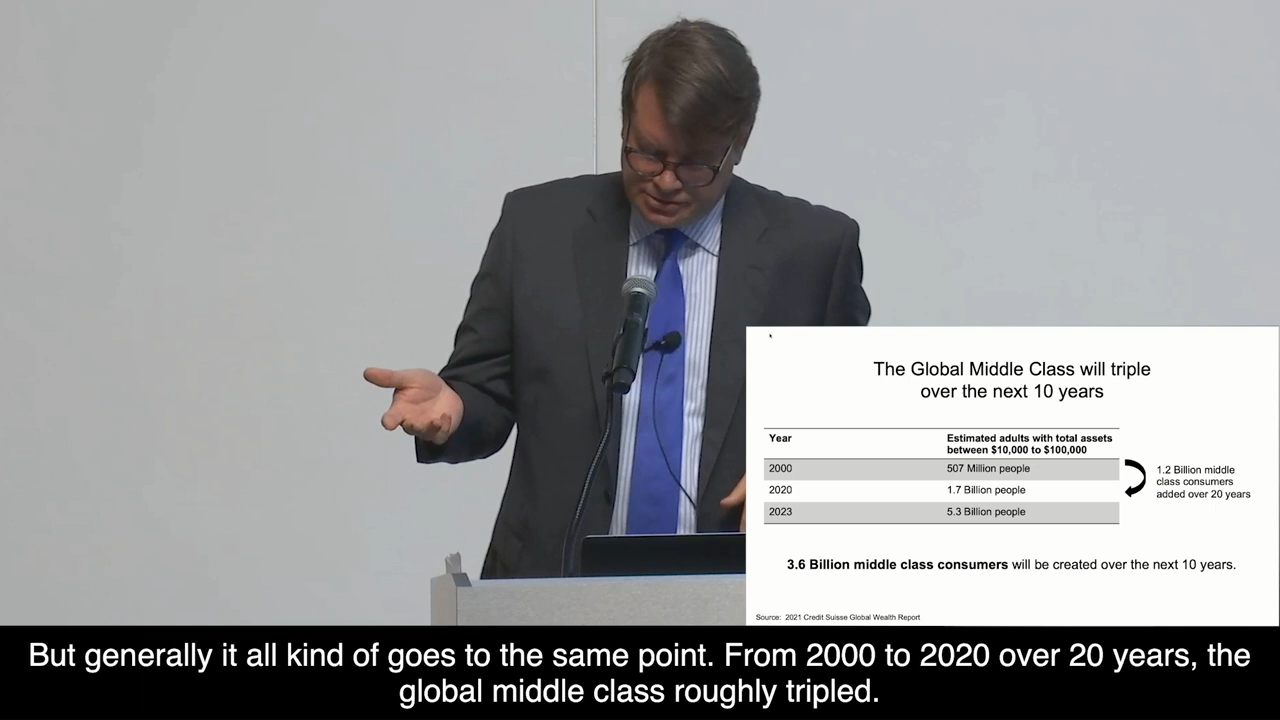 The Global Middle Class will triple
over the next 10 years
Year Estimated adults with total assets
between $10,000 to $100,000
2000 507 Million people
2020 1.7 Billion people
2023 5.3 Billion people
1.2 Billion middle
class consumers
added over 20 years
3.6 Billion middle class consumers will be created over the next 10 years.
Source: 2021 Credit Suisse Global Wealth Report
But generally it all kind of goes to the same point. From 2000 to 2020 over 20 years, the
global middle class roughly tripled.